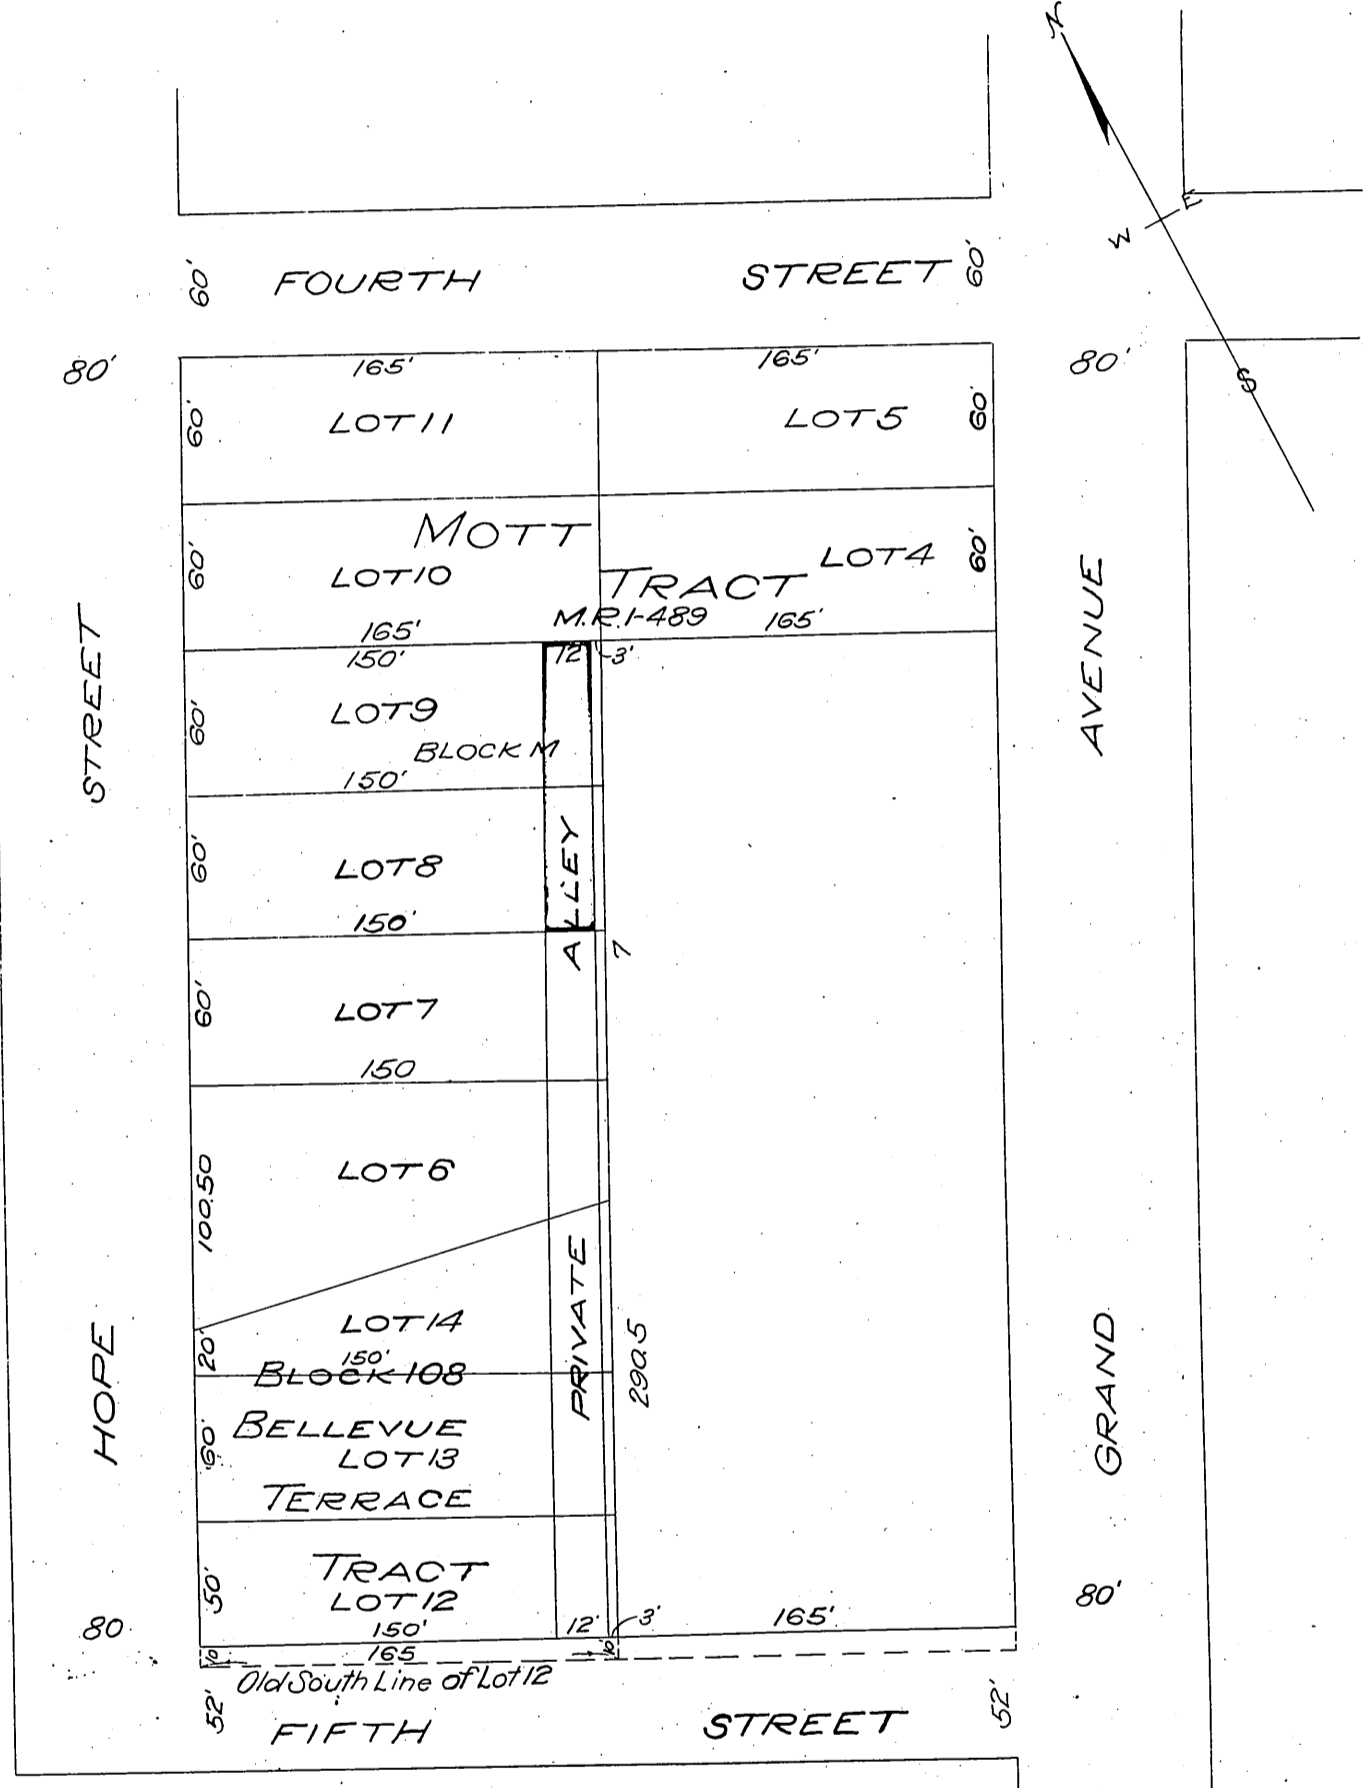 N
W E
S
60' FOURTH STREET 60'
80' 165' 165' 80'
60' LOT 11 LOT 5 60'
MOTT
60' LOT 10 TRACT LOT 4 60'
M.R. 1-489
165' 165'
150' 12' 3'
60' LOT 9
BLOCK M
150'
60' LOT 8
150'
ALLEY
7
60' LOT 7
150
LOT 6
100.50
LOT 14
20' 150'
BLOCK 108
PRIVATE
290.5
BELLEVUE
60' LOT 13
TERRACE
TRACT
50' LOT 12
80 150' 12' 3' 165' 80'
10' 165 10'
Old South Line of Lot 12
52' FIFTH STREET 52'
HOPE STREET
GRAND AVENUE